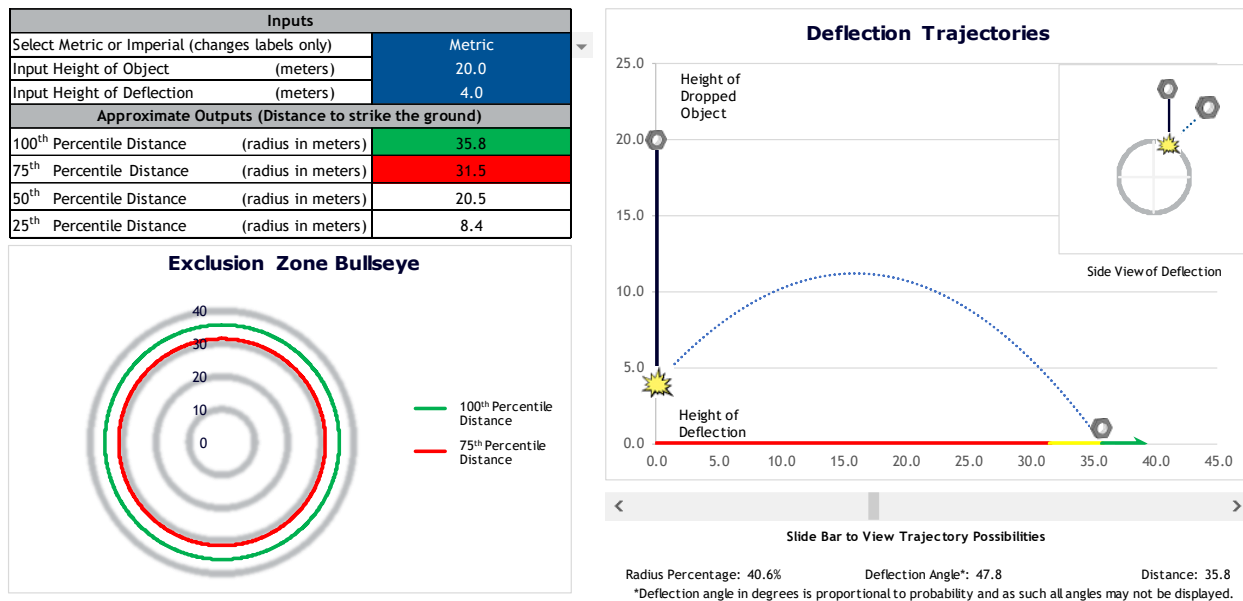 Inputs
Select Metric or Imperial (changes labels only) Metric
Input Height of Object (meters) 20.0
Input Height of Deflection (meters) 4.0
Approximate Outputs (Distance to strike the ground)
100th Percentile Distance (radius in meters) 35.8
75th Percentile Distance (radius in meters) 31.5
50th Percentile Distance (radius in meters) 20.5
25th Percentile Distance (radius in meters) 8.4
Exclusion Zone Bullseye
40
30
20
10
0
100th Percentile
Distance
75th Percentile
Distance
Deflection Trajectories
25.0
20.0
15.0
10.0
5.0
0.0
Height of
Dropped
Object
Height of
Deflection
0.0 5.0 10.0 15.0 20.0 25.0 30.0 35.0 40.0 45.0
Side View of Deflection
Slide Bar to View Trajectory Possibilities
Radius Percentage: 40.6% Deflection Angle*: 47.8 Distance: 35.8
*Deflection angle in degrees is proportional to probability and as such all angles may not be displayed.